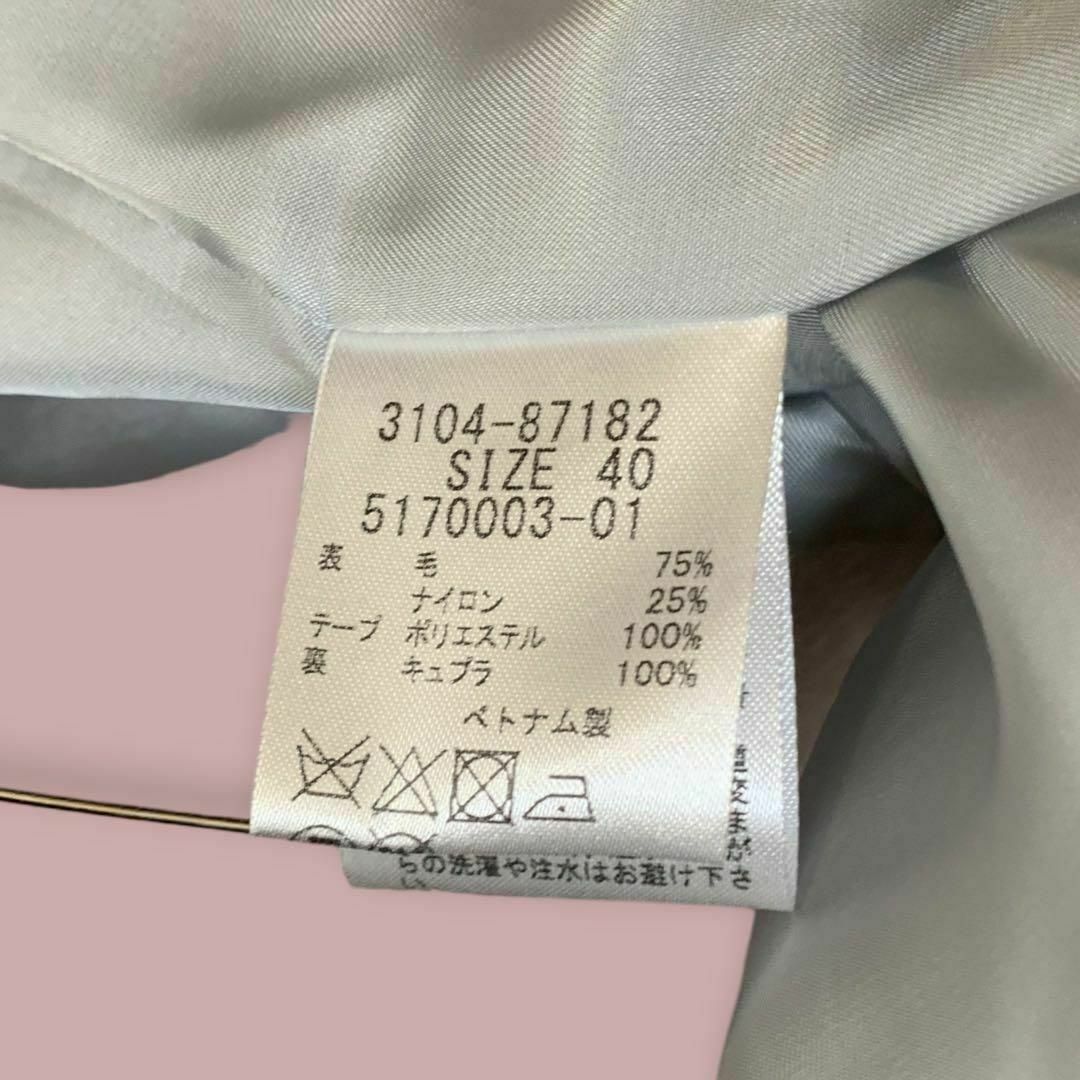 3104-87182
SIZE 40
5170003-01
表 毛 75%
ナイロン 25%
テープ ポリエステル 100%
裏 キュプラ 100%
ベトナム製
らの洗濯や注水はお避け下さ
い